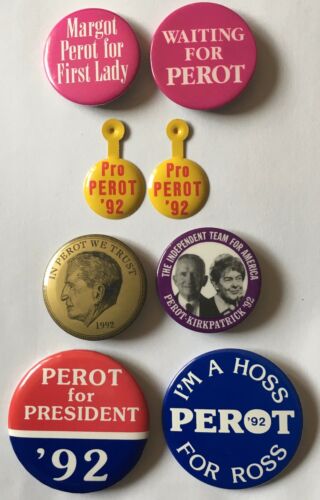 Margot
Perot for
First Lady
WAITING
FOR
PEROT
Pro
PEROT
'92
Pro
PEROT
'92
IN PEROT WE TRUST
1992
THE INDEPENDENT TEAM FOR AMERICA
PEROT-KIRKPATRICK '92
PEROT
for
PRESIDENT
'92
I'M A HOSS
PEROT '92
FOR ROSS